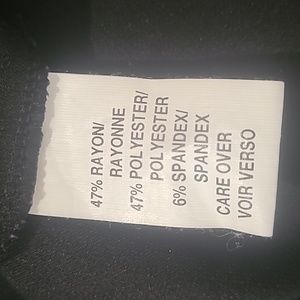 47% RAYON/
RAYONNE
47% POLYESTER/
POLYESTER
6% SPANDEX/
SPANDEX
CARE OVER
VOIR VERSO